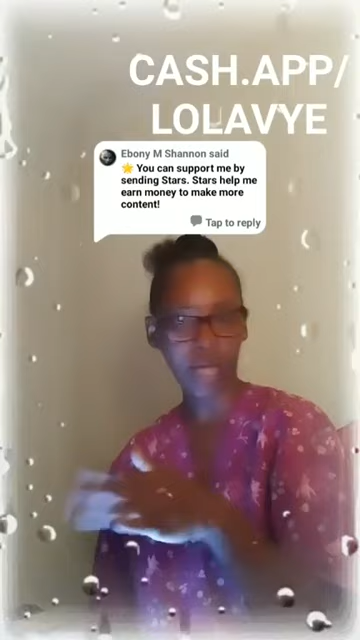 CASH.APP/
LOLAVYE
Ebony M Shannon said
⭐ You can support me by
sending Stars. Stars help me
earn money to make more
content!
Tap to reply